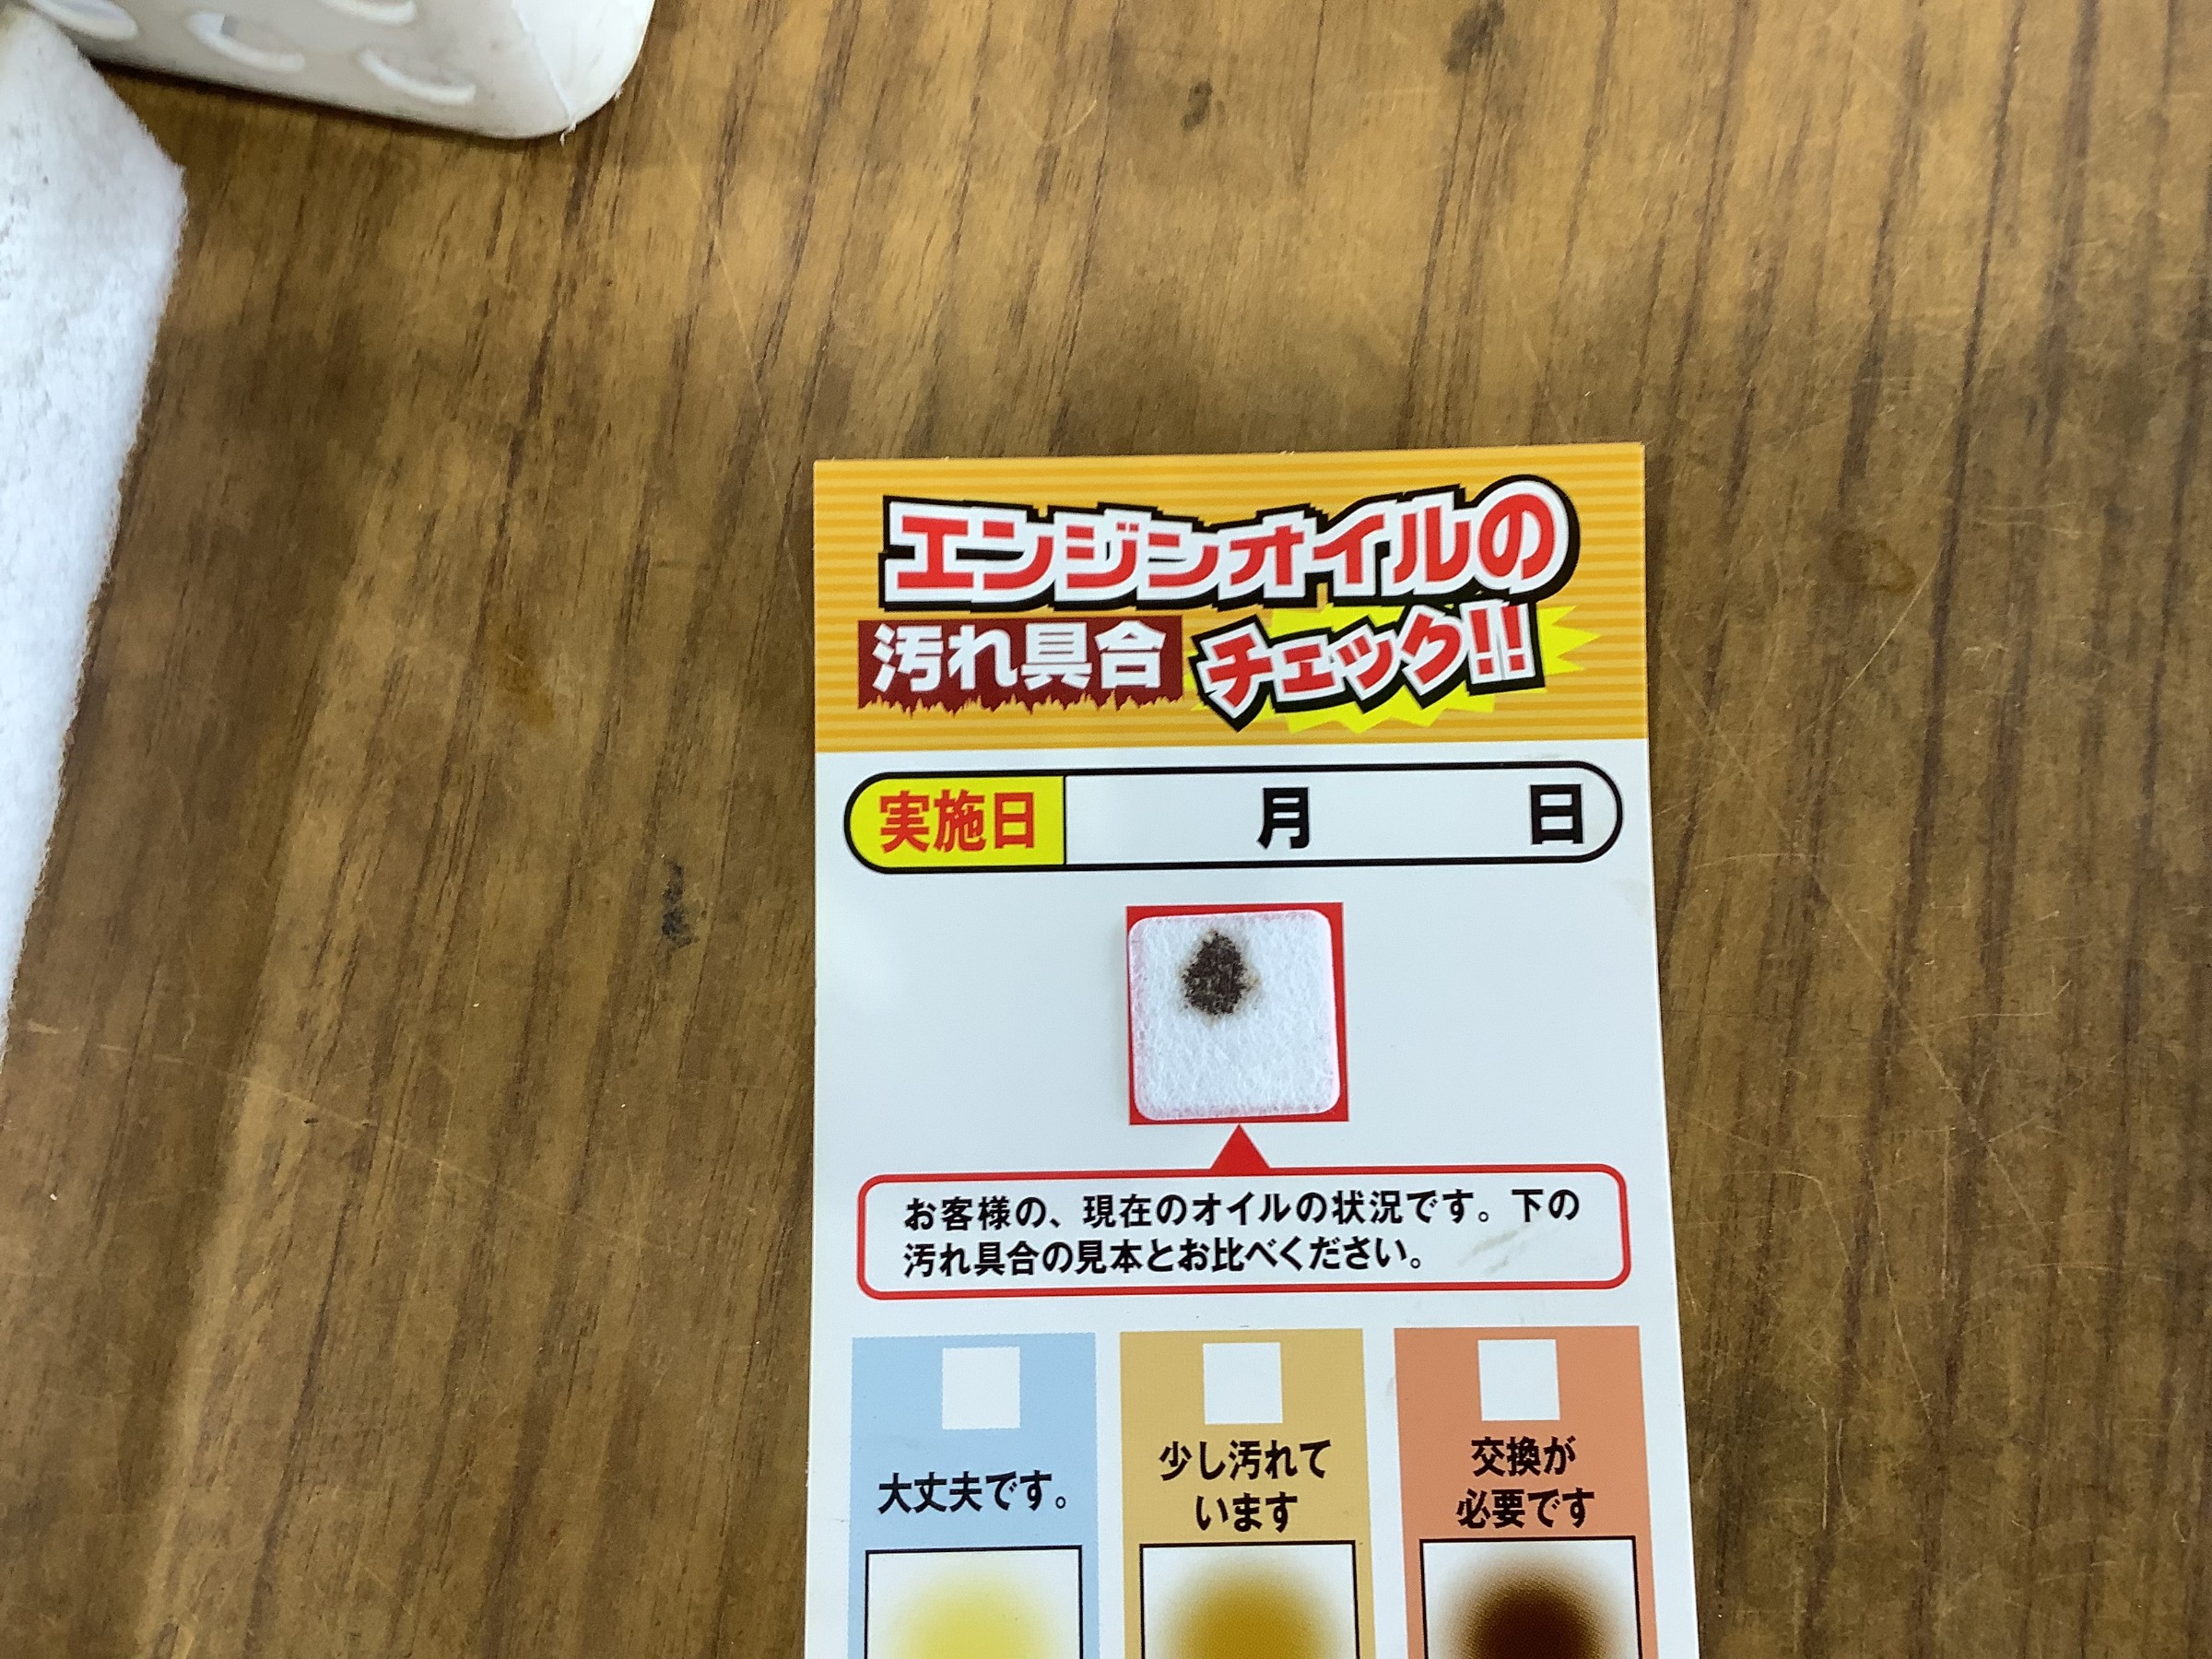 エンジンオイルの
汚れ具合 チェック!!
実施日 月 日
お客様の、現在のオイルの状況です。下の
汚れ具合の見本とお比べください。
大丈夫です。
少し汚れて
います
交換が
必要です